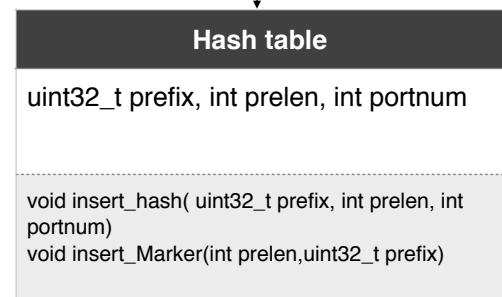 Hash table
uint32_t prefix, int prelen, int portnum
void insert_hash( uint32_t prefix, int prelen, int
portnum)
void insert_Marker(int prelen,uint32_t prefix)